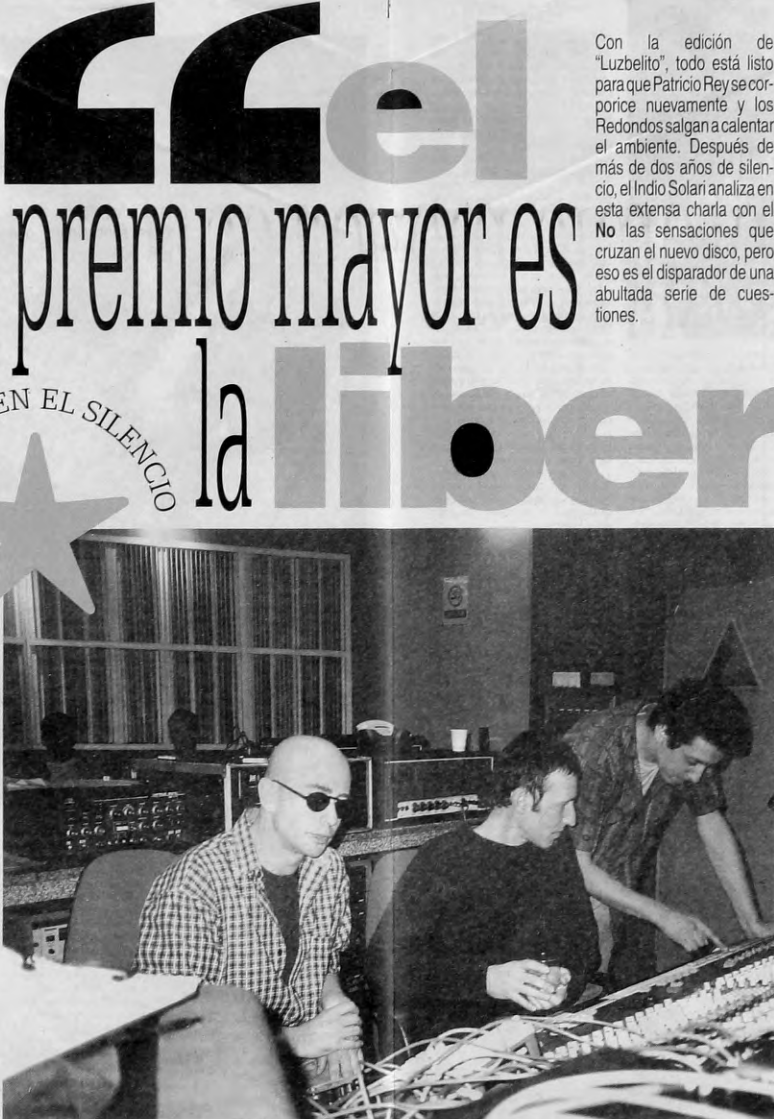 “el
Con la edición de
"Luzbelito", todo está listo
para que Patricio Rey se cor-
porice nuevamente y los
Redondos salgan a calentar
el ambiente. Después de
más de dos años de silen-
cio, el Indio Solari analiza en
esta extensa charla con el
No las sensaciones que
cruzan el nuevo disco, pero
eso es el disparador de una
abultada serie de cues-
tiones.
premio mayor es
la liber
EN EL SILENCIO